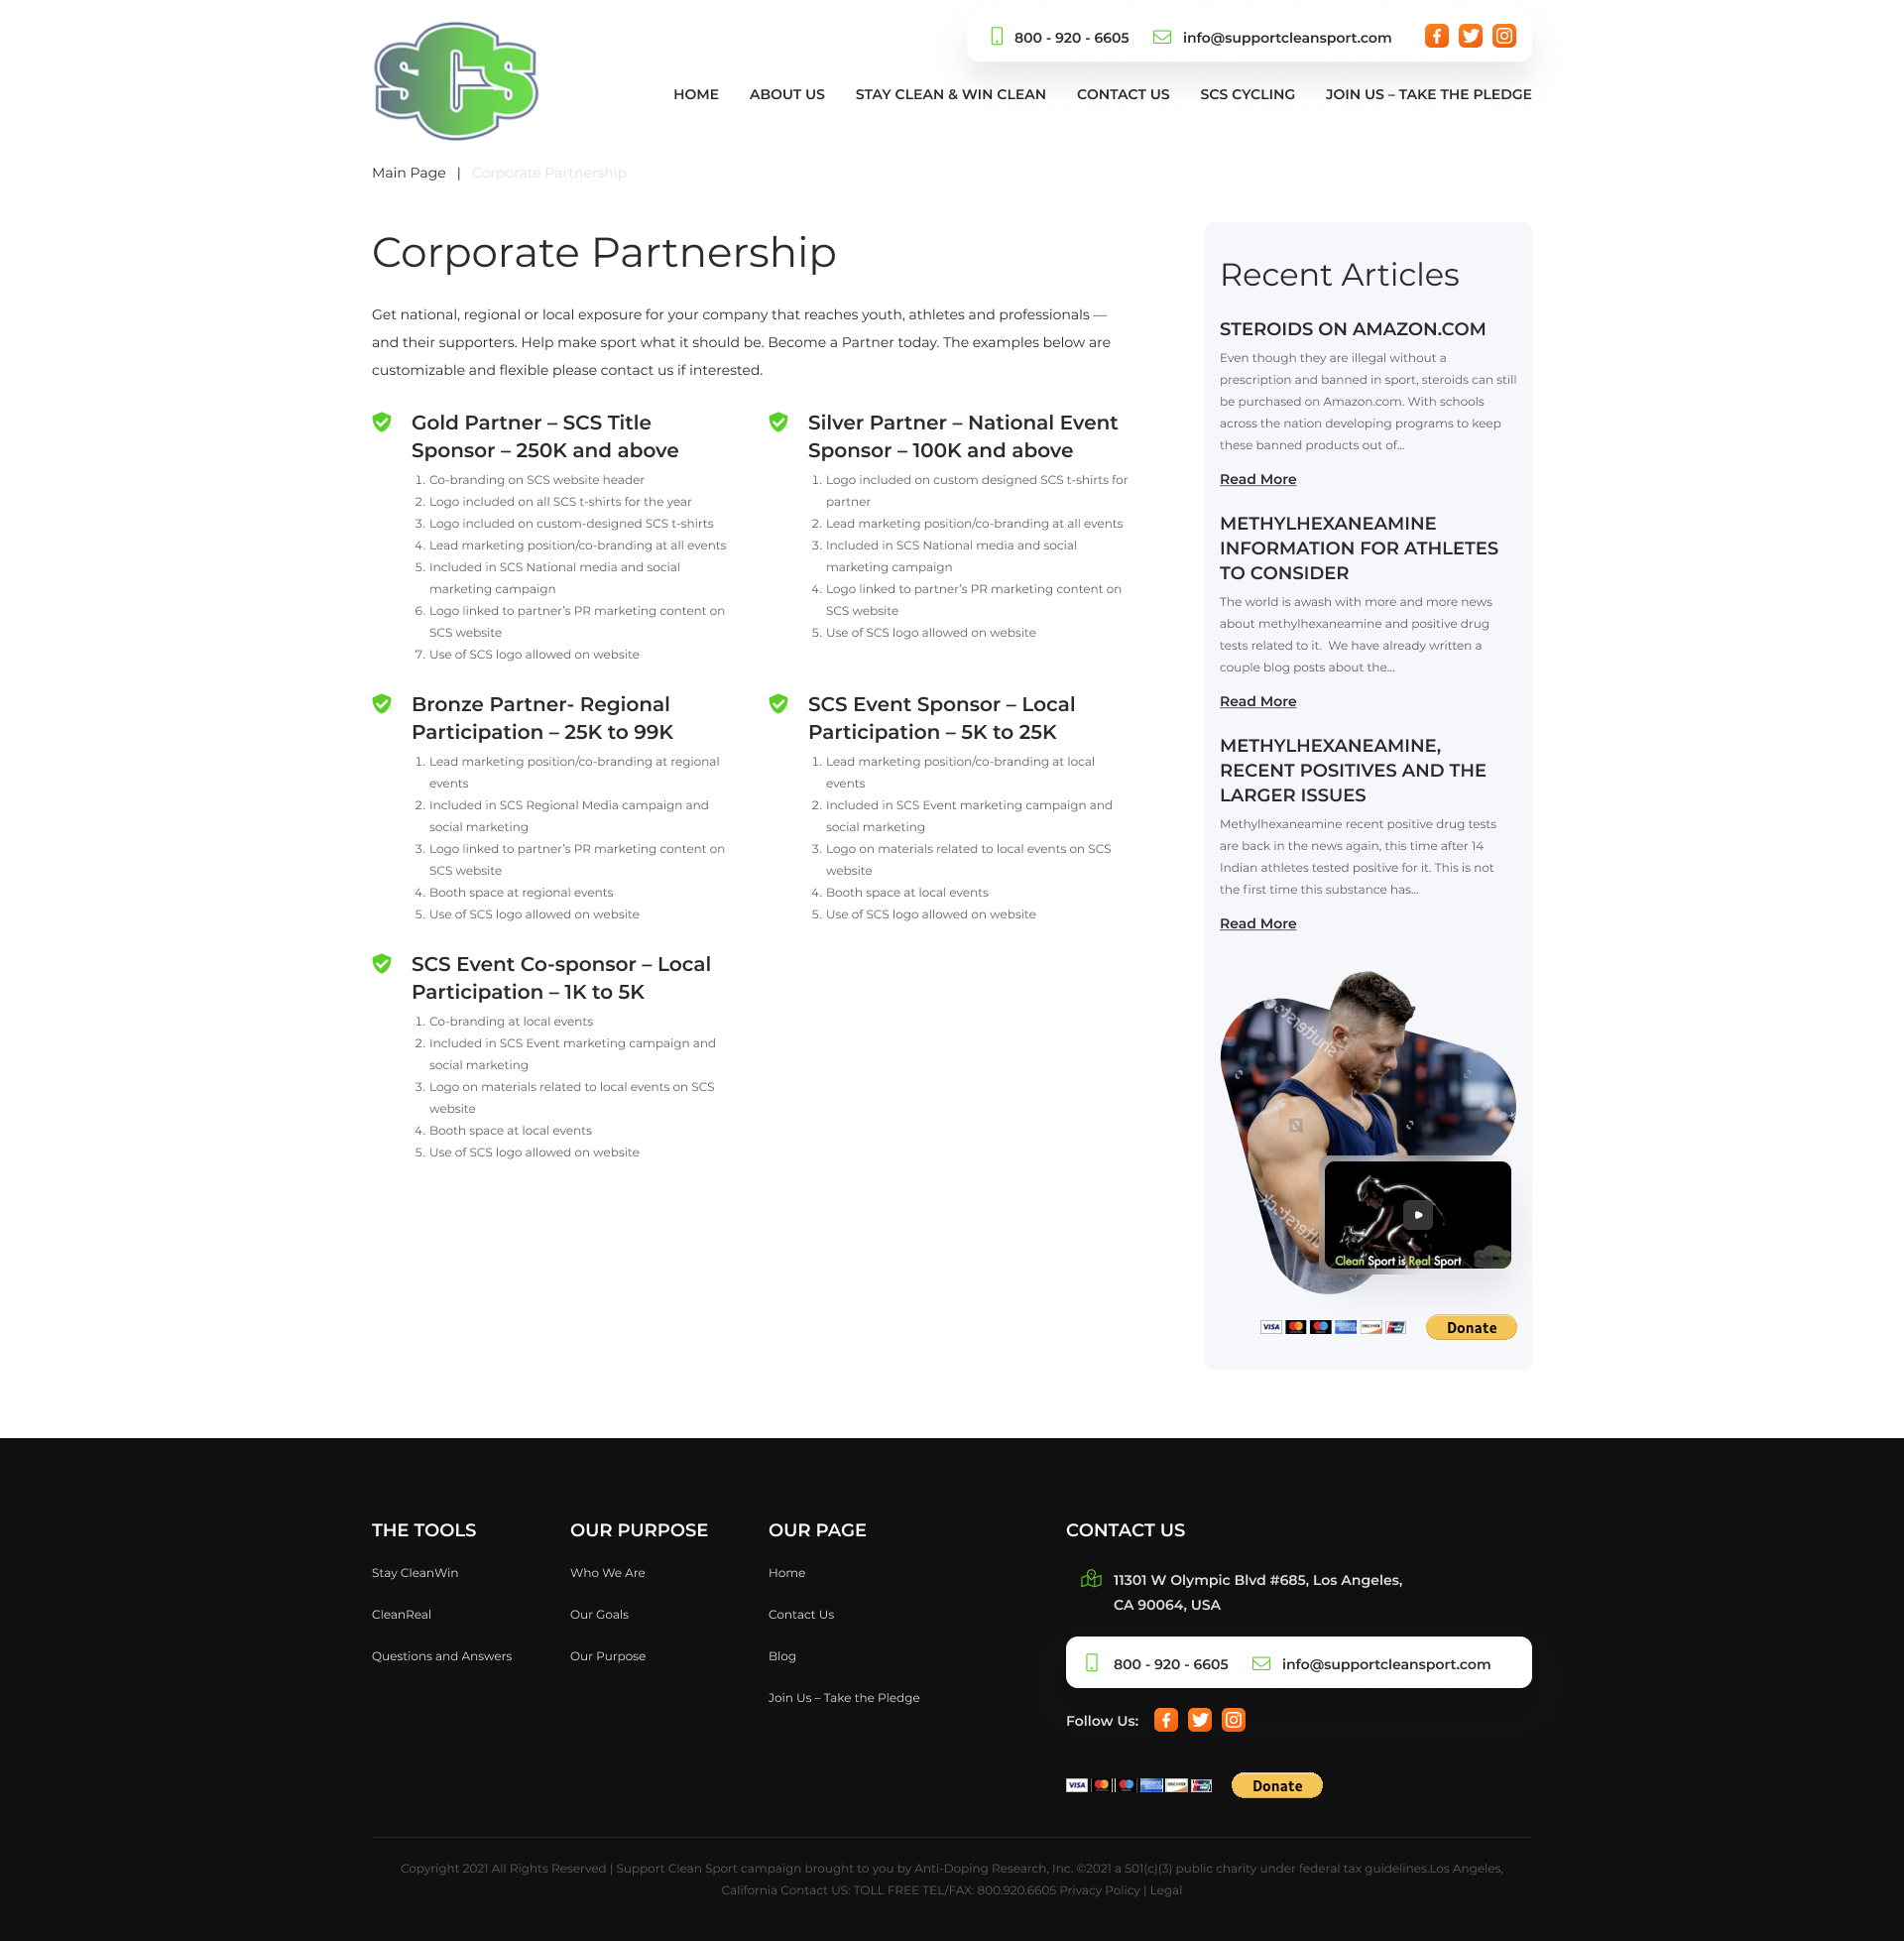 SCS
800 - 920 - 6605
info@supportcleansport.com
HOME
ABOUT US
STAY CLEAN & WIN CLEAN
CONTACT US
SCS CYCLING
JOIN US – TAKE THE PLEDGE
Main Page | Corporate Partnership
Corporate Partnership
Get national, regional or local exposure for your company that reaches youth, athletes and professionals —
and their supporters. Help make sport what it should be. Become a Partner today. The examples below are
customizable and flexible please contact us if interested.
Gold Partner – SCS Title
Sponsor – 250K and above
1. Co-branding on SCS website header
2. Logo included on all SCS t-shirts for the year
3. Logo included on custom-designed SCS t-shirts
4. Lead marketing position/co-branding at all events
5. Included in SCS National media and social
marketing campaign
6. Logo linked to partner’s PR marketing content on
SCS website
7. Use of SCS logo allowed on website
Silver Partner – National Event
Sponsor – 100K and above
1. Logo included on custom designed SCS t-shirts for
partner
2. Lead marketing position/co-branding at all events
3. Included in SCS National media and social
marketing campaign
4. Logo linked to partner’s PR marketing content on
SCS website
5. Use of SCS logo allowed on website
Bronze Partner- Regional
Participation – 25K to 99K
1. Lead marketing position/co-branding at regional
events
2. Included in SCS Regional Media campaign and
social marketing
3. Logo linked to partner’s PR marketing content on
SCS website
4. Booth space at regional events
5. Use of SCS logo allowed on website
SCS Event Sponsor – Local
Participation – 5K to 25K
1. Lead marketing position/co-branding at local
events
2. Included in SCS Event marketing campaign and
social marketing
3. Logo on materials related to local events on SCS
website
4. Booth space at local events
5. Use of SCS logo allowed on website
SCS Event Co-sponsor – Local
Participation – 1K to 5K
1. Co-branding at local events
2. Included in SCS Event marketing campaign and
social marketing
3. Logo on materials related to local events on SCS
website
4. Booth space at local events
5. Use of SCS logo allowed on website
Recent Articles
STEROIDS ON AMAZON.COM
Even though they are illegal without a
prescription and banned in sport, steroids can still
be purchased on Amazon.com. With schools
across the nation developing programs to keep
these banned products out of...
Read More
METHYLHEXANEAMINE
INFORMATION FOR ATHLETES
TO CONSIDER
The world is awash with more and more news
about methylhexaneamine and positive drug
tests related to it.  We have already written a
couple blog posts about the...
Read More
METHYLHEXANEAMINE,
RECENT POSITIVES AND THE
LARGER ISSUES
Methylhexaneamine recent positive drug tests
are back in the news again, this time after 14
Indian athletes tested positive for it. This is not
the first time this substance has...
Read More
shutterstock
Clean Sport is Real Sport
VISA
DISCOVER
Donate
THE TOOLS
Stay CleanWin
CleanReal
Questions and Answers
OUR PURPOSE
Who We Are
Our Goals
Our Purpose
OUR PAGE
Home
Contact Us
Blog
Join Us – Take the Pledge
CONTACT US
11301 W Olympic Blvd #685, Los Angeles,
CA 90064, USA
800 - 920 - 6605
info@supportcleansport.com
Follow Us:
VISA
DISCOVER
Donate
Copyright 2021 All Rights Reserved | Support Clean Sport campaign brought to you by Anti-Doping Research, Inc. ©2021 a 501(c)(3) public charity under federal tax guidelines.Los Angeles,
California Contact US: TOLL FREE TEL/FAX: 800.920.6605 Privacy Policy | Legal